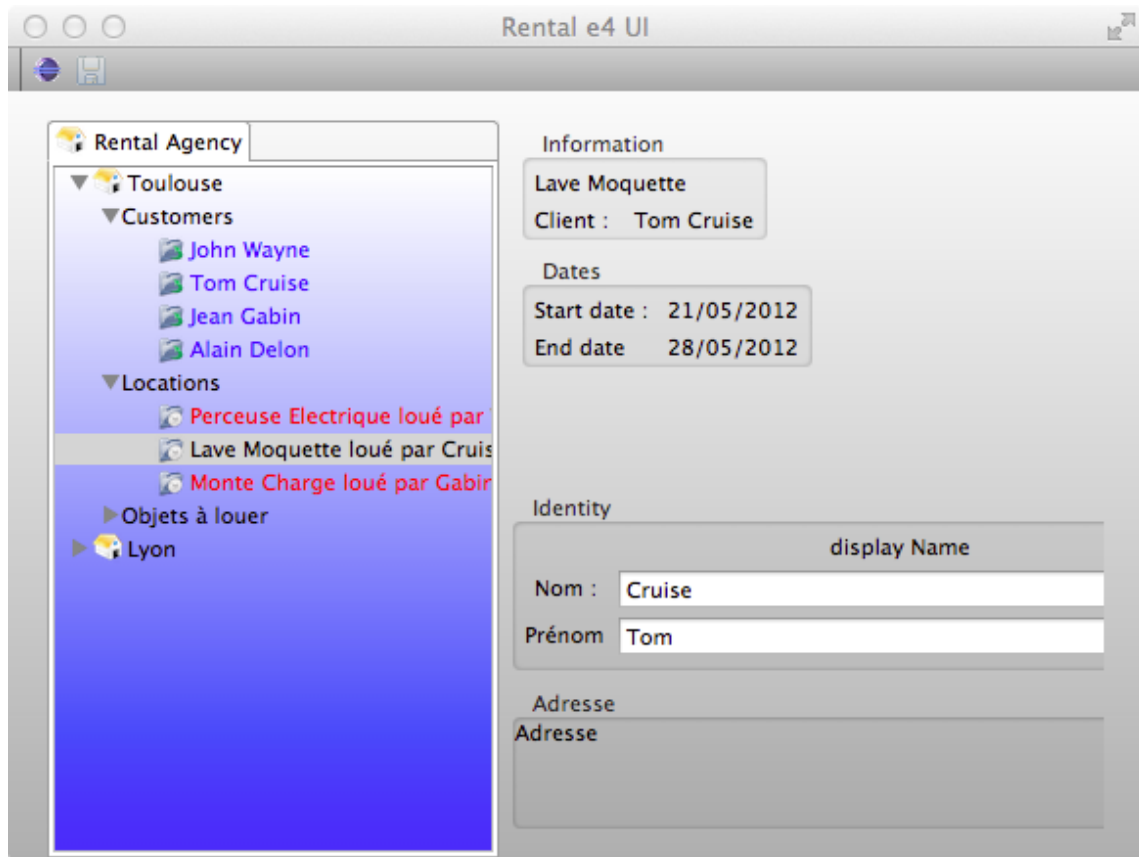 Rental e4 UI
Rental Agency
Toulouse
Customers
John Wayne
Tom Cruise
Jean Gabin
Alain Delon
Locations
Perceuse Electrique loué par
Lave Moquette loué par Cruis
Monte Charge loué par Gabin
Objets à louer
Lyon
Information
Lave Moquette
Client : Tom Cruise
Dates
Start date : 21/05/2012
End date 28/05/2012
Identity
display Name
Nom : Cruise
Prénom Tom
Adresse
Adresse